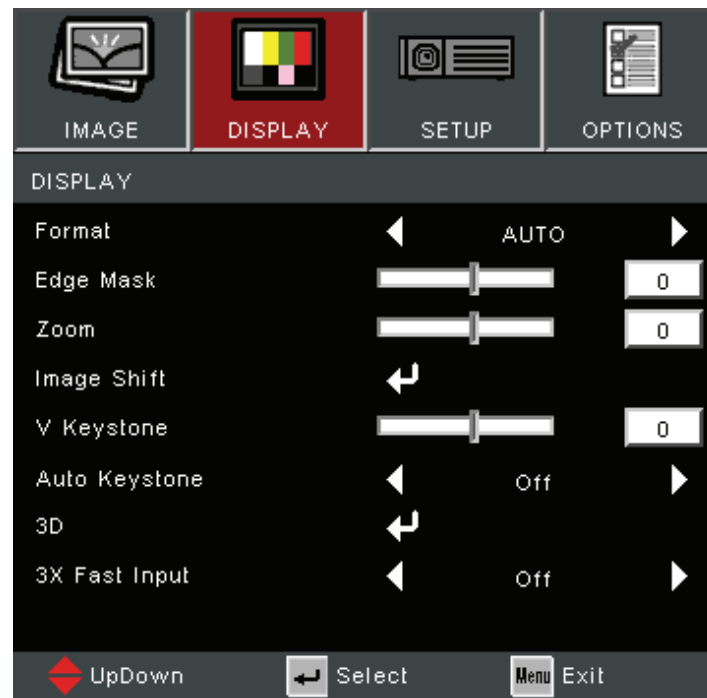 IMAGE DISPLAY SETUP OPTIONS
DISPLAY
Format AUTO
Edge Mask 0
Zoom 0
Image Shift
V Keystone 0
Auto Keystone Off
3D
3X Fast Input Off
UpDown Select Menu Exit